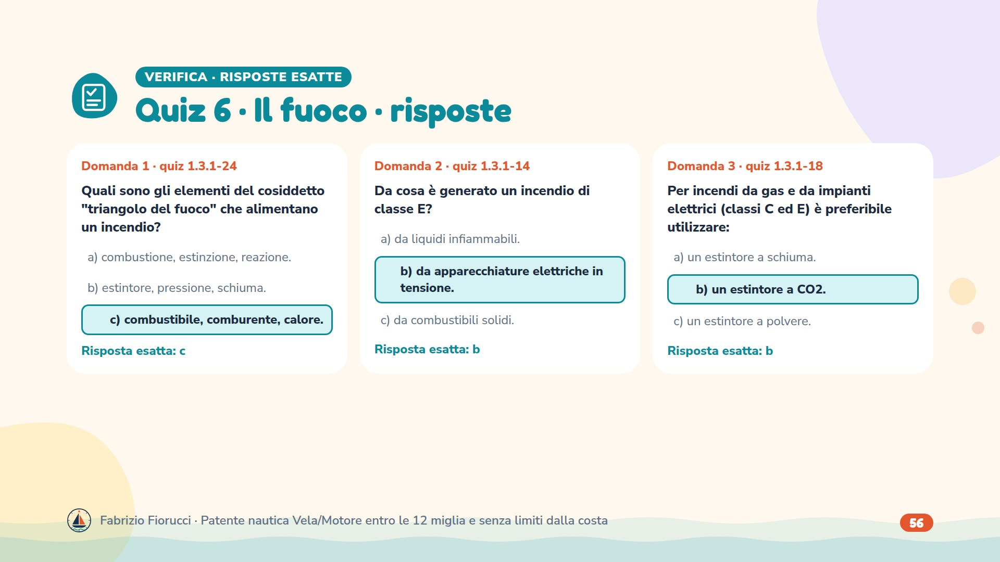 VERIFICA · RISPOSTE ESATTE
Quiz 6 · Il fuoco · risposte
Domanda 1 · quiz 1.3.1-24
Quali sono gli elementi del cosiddetto
"triangolo del fuoco" che alimentano
un incendio?
a) combustione, estinzione, reazione.
b) estintore, pressione, schiuma.
c) combustibile, comburente, calore.
Risposta esatta: c
Domanda 2 · quiz 1.3.1-14
Da cosa è generato un incendio di
classe E?
a) da liquidi infiammabili.
b) da apparecchiature elettriche in
tensione.
c) da combustibili solidi.
Risposta esatta: b
Domanda 3 · quiz 1.3.1-18
Per incendi da gas e da impianti
elettrici (classi C ed E) è preferibile
utilizzare:
a) un estintore a schiuma.
b) un estintore a CO2.
c) un estintore a polvere.
Risposta esatta: b
Fabrizio Fiorucci · Patente nautica Vela/Motore entro le 12 miglia e senza limiti dalla costa
56